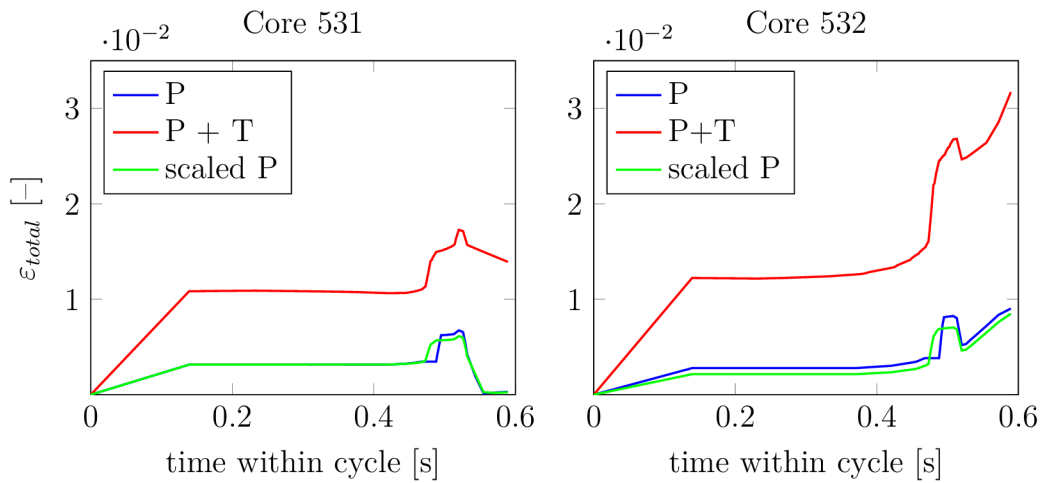 Core 531
·10−2
3
2
1
0
0.2
0.4
0.6
P
P + T
scaled P
εtotal [–]
time within cycle [s]
Core 532
·10−2
3
2
1
0
0.2
0.4
0.6
P
P+T
scaled P
time within cycle [s]